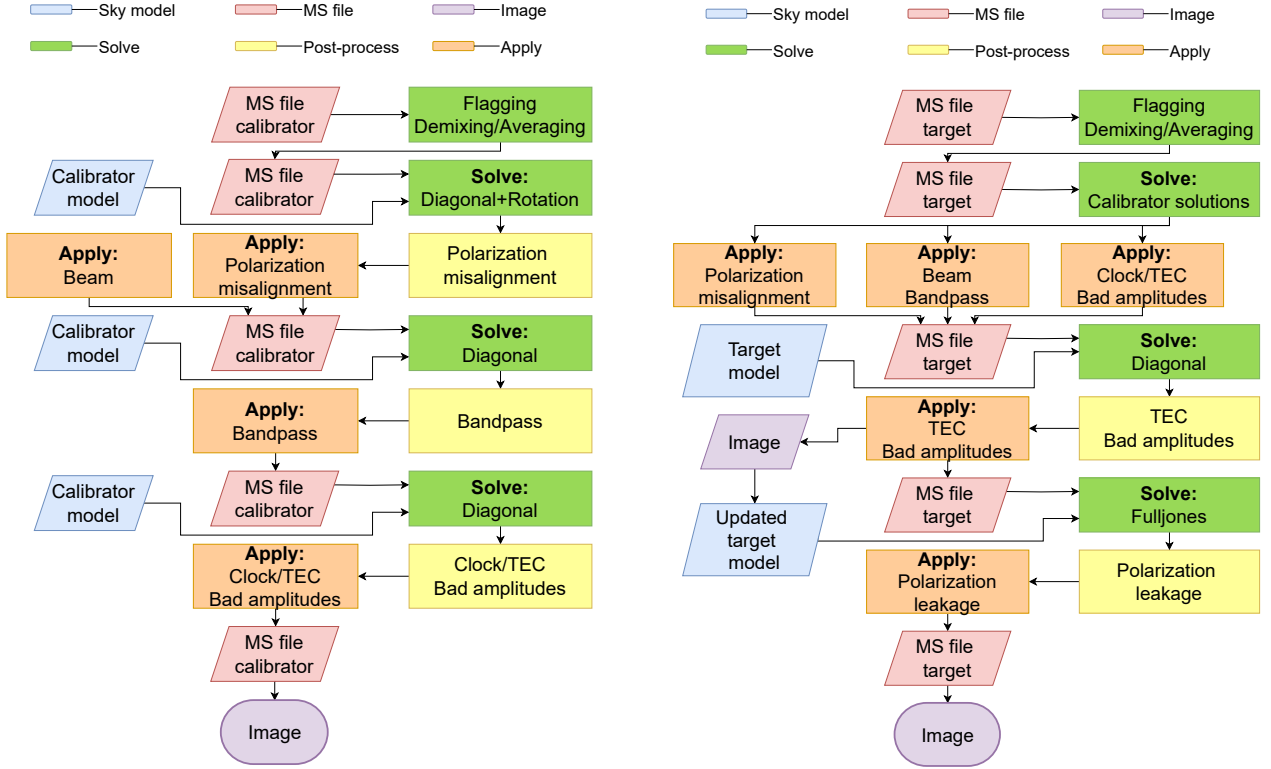 Sky model
MS file
Image
Solve
Post-process
Apply
MS file
calibrator
Flagging
Demixing/Averaging
Calibrator
model
MS file
calibrator
Solve:
Diagonal+Rotation
Apply:
Beam
Apply:
Polarization
misalignment
Polarization
misalignment
Calibrator
model
MS file
calibrator
Solve:
Diagonal
Apply:
Bandpass
Bandpass
Calibrator
model
MS file
calibrator
Solve:
Diagonal
Apply:
Clock/TEC
Bad amplitudes
Clock/TEC
Bad amplitudes
MS file
calibrator
Image
Sky model
MS file
Image
Solve
Post-process
Apply
MS file
target
Flagging
Demixing/Averaging
MS file
target
Solve:
Calibrator solutions
Apply:
Polarization
misalignment
Apply:
Beam
Bandpass
Apply:
Clock/TEC
Bad amplitudes
Target
model
MS file
target
Solve:
Diagonal
Image
Apply:
TEC
Bad amplitudes
TEC
Bad amplitudes
Updated
target
model
MS file
target
Solve:
Fulljones
Apply:
Polarization
leakage
Polarization
leakage
MS file
target
Image